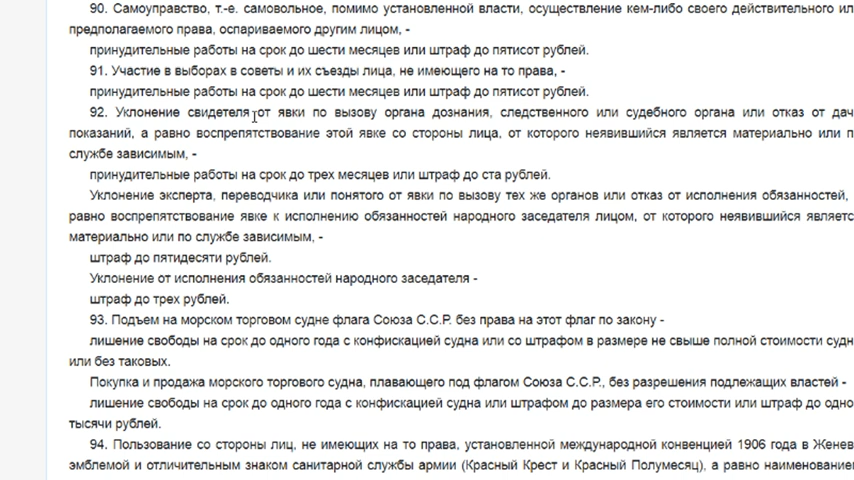 90. Самоуправство, т.-е. самовольное, помимо установленной власти, осуществление кем-либо своего действительного ил
предполагаемого права, оспариваемого другим лицом, -
принудительные работы на срок до шести месяцев или штраф до пятисот рублей.
91. Участие в выборах в советы и их съезды лица, не имеющего на то права, -
принудительные работы на срок до шести месяцев или штраф до пятисот рублей.
92. Уклонение свидетеля от явки по вызову органа дознания, следственного или судебного органа или отказ от дач
показаний, а равно воспрепятствование этой явке со стороны лица, от которого неявившийся является материально или п
службе зависимым, -
принудительные работы на срок до трех месяцев или штраф до ста рублей.
Уклонение эксперта, переводчика или понятого от явки по вызову тех же органов или отказ от исполнения обязанностей,
равно воспрепятствование явке к исполнению обязанностей народного заседателя лицом, от которого неявившийся являетс
материально или по службе зависимым, -
штраф до пятидесяти рублей.
Уклонение от исполнения обязанностей народного заседателя -
штраф до трех рублей.
93. Подъем на морском торговом судне флага Союза С.С.Р. без права на этот флаг по закону -
лишение свободы на срок до одного года с конфискацией судна или со штрафом в размере не свыше полной стоимости судн
или без таковых.
Покупка и продажа морского торгового судна, плавающего под флагом Союза С.С.Р., без разрешения подлежащих властей -
лишение свободы на срок до одного года с конфискацией судна или штрафом до размера его стоимости или штраф до одно
тысячи рублей.
94. Пользование со стороны лиц, не имеющих на то права, установленной международной конвенцией 1906 года в Женев
эмблемой и отличительным знаком санитарной службы армии (Красный Крест и Красный Полумесяц), а равно наименование